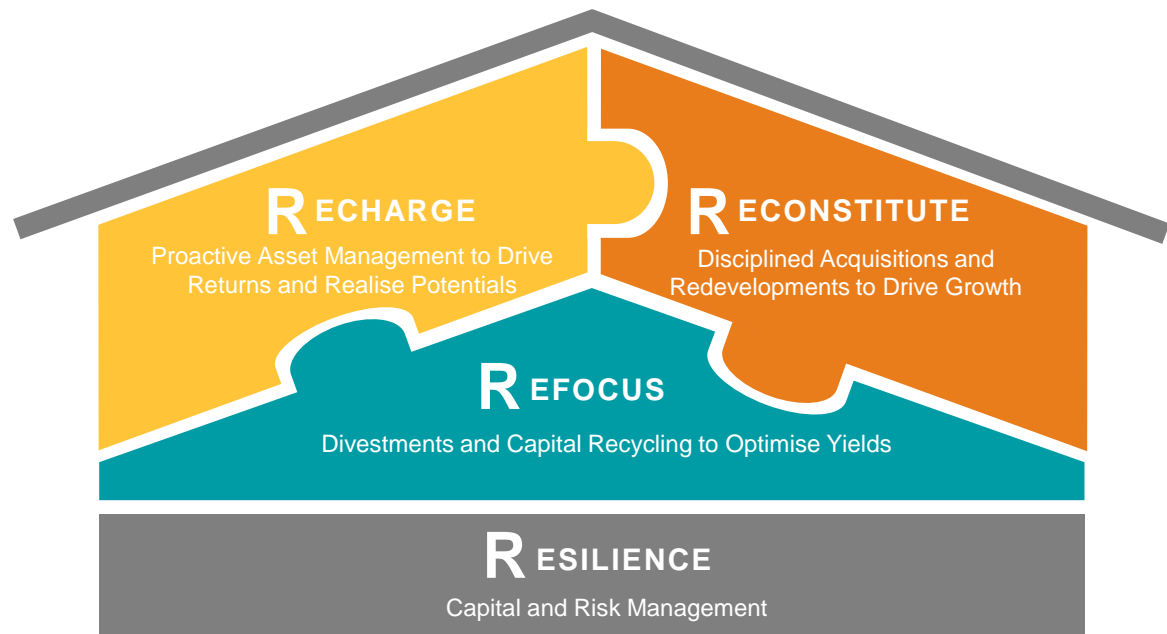 RECHARGE
Proactive Asset Management to Drive
Returns and Realise Potentials
RECONSTITUTE
Disciplined Acquisitions and
Redevelopments to Drive Growth
REFOCUS
Divestments and Capital Recycling to Optimise Yields
RESILIENCE
Capital and Risk Management